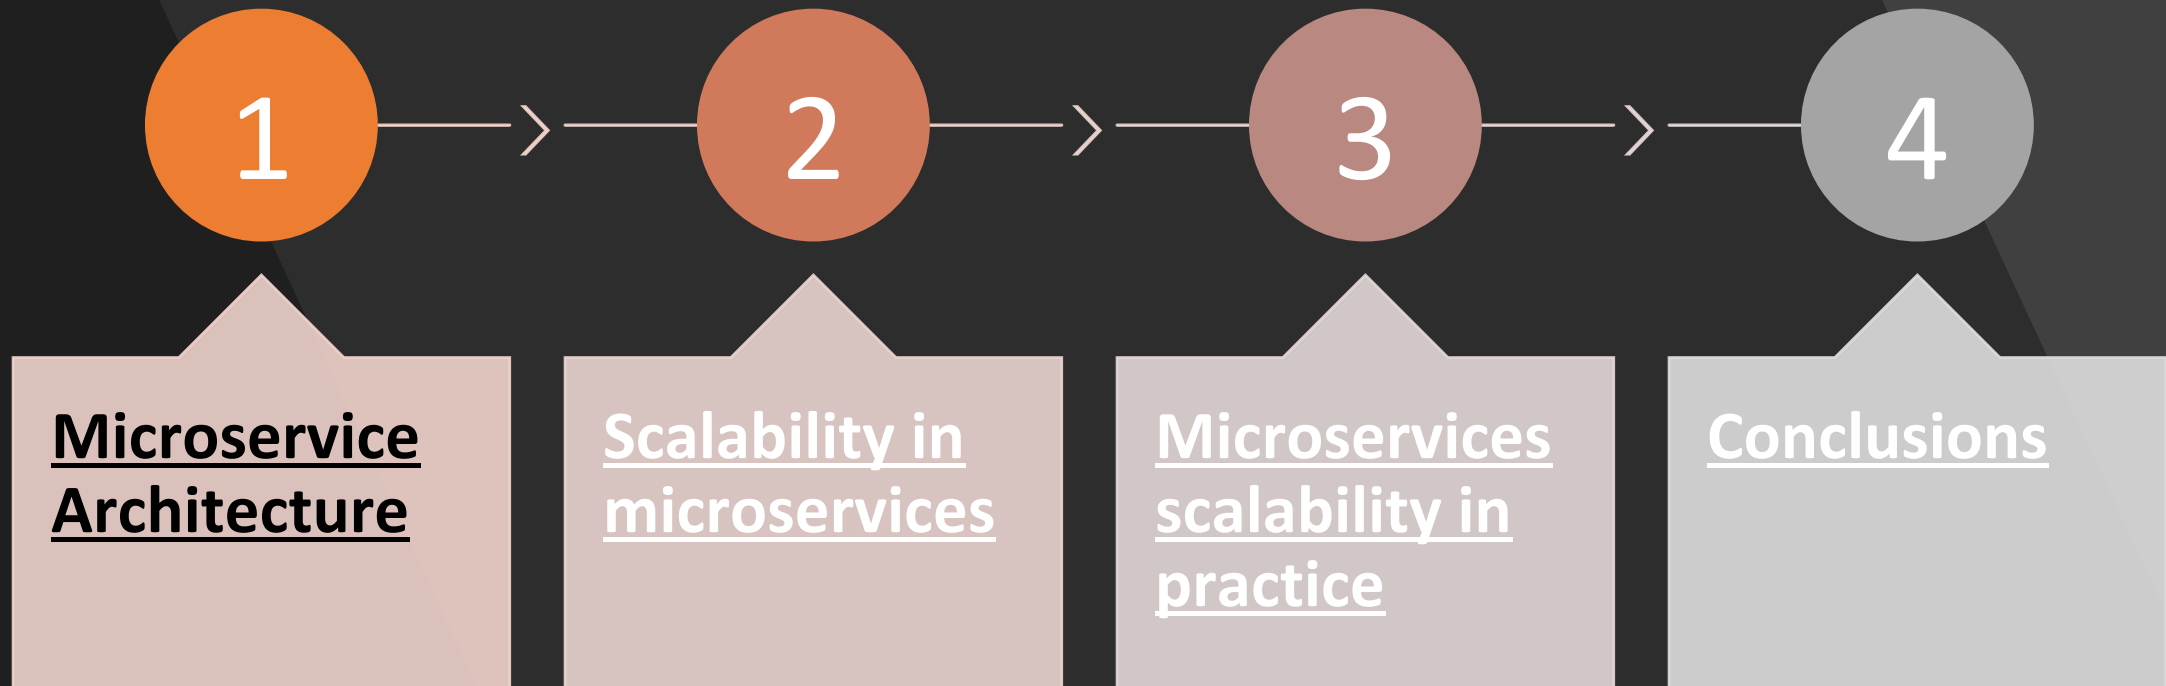 1
2
3
4
Microservice
Architecture
Scalability in
microservices
Microservices
scalability in
practice
Conclusions